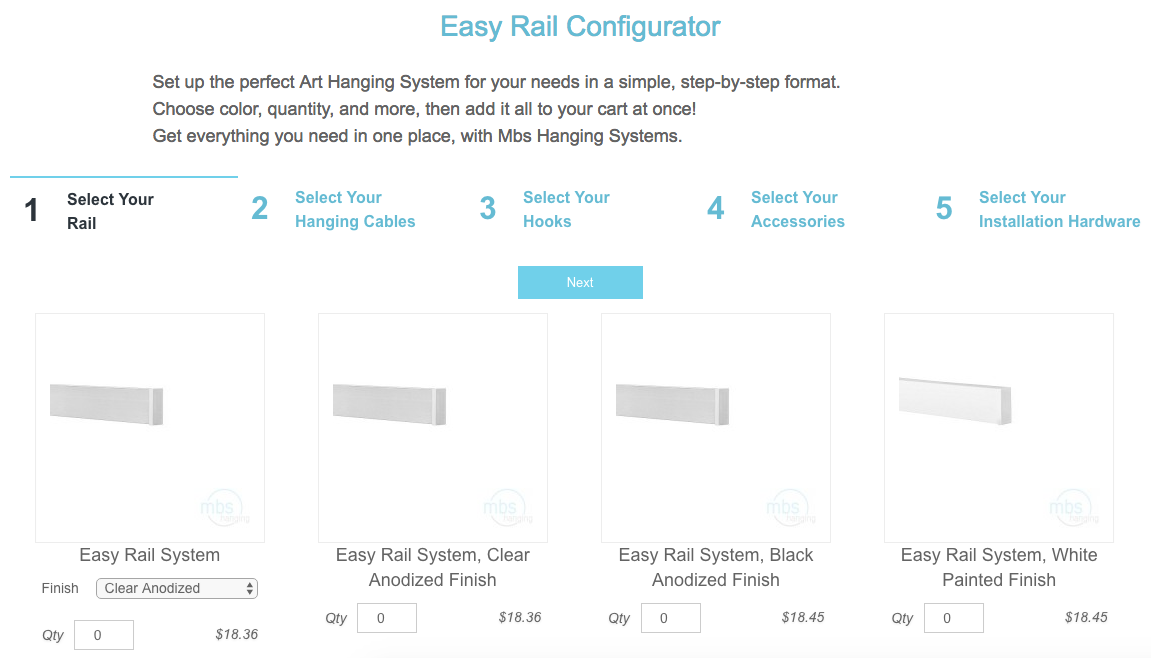 Easy Rail Configurator
Set up the perfect Art Hanging System for your needs in a simple, step-by-step format.
Choose color, quantity, and more, then add it all to your cart at once!
Get everything you need in one place, with Mbs Hanging Systems.
1
Select Your
Rail
2
Select Your
Hanging Cables
3
Select Your
Hooks
4
Select Your
Accessories
5
Select Your
Installation Hardware
Next
mbs
hanging
Easy Rail System
Finish Clear Anodized
Qty 0 $18.36
mbs
hanging
Easy Rail System, Clear
Anodized Finish
Qty 0 $18.36
mbs
hanging
Easy Rail System, Black
Anodized Finish
Qty 0 $18.45
mbs
hanging
Easy Rail System, White
Painted Finish
Qty 0 $18.45